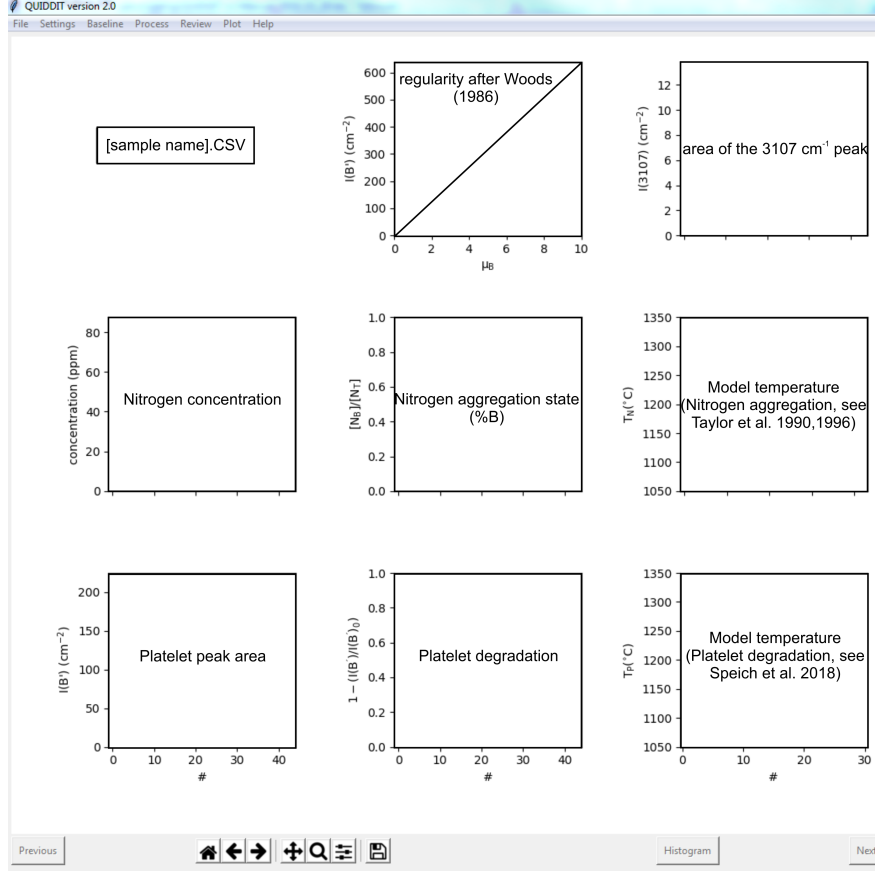 QUIDDIT version 2.0
File Settings Baseline Process Review Plot Help
[sample name].CSV
I(B') (cm⁻²)
600
500
400
300
200
100
0
regularity after Woods
(1986)
0 2 4 6 8 10
μB
I(3107) (cm⁻²)
12
10
8
6
4
2
0
area of the 3107 cm⁻¹ peak
concentration (ppm)
80
60
40
20
0
Nitrogen concentration
[NB]/[NT]
1.0
0.8
0.6
0.4
0.2
0.0
Nitrogen aggregation state
(%B)
TN(°C)
1350
1300
1250
1200
1150
1100
1050
Model temperature
(Nitrogen aggregation, see
Taylor et al. 1990,1996)
I(B') (cm⁻²)
200
150
100
50
0
Platelet peak area
0 10 20 30 40
#
1 − (I(B')/I(B')₀)
1.0
0.8
0.6
0.4
0.2
0.0
Platelet degradation
0 10 20 30 40
#
TP(°C)
1350
1300
1250
1200
1150
1100
1050
Model temperature
(Platelet degradation, see
Speich et al. 2018)
0 10 20 30
#
Previous
Histogram
Next